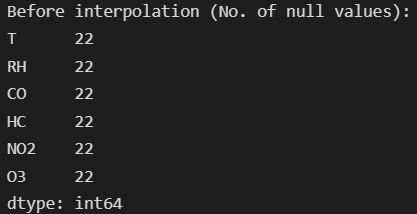 Before interpolation (No. of null values):
T      22
RH     22
CO     22
HC     22
NO2    22
O3     22
dtype: int64